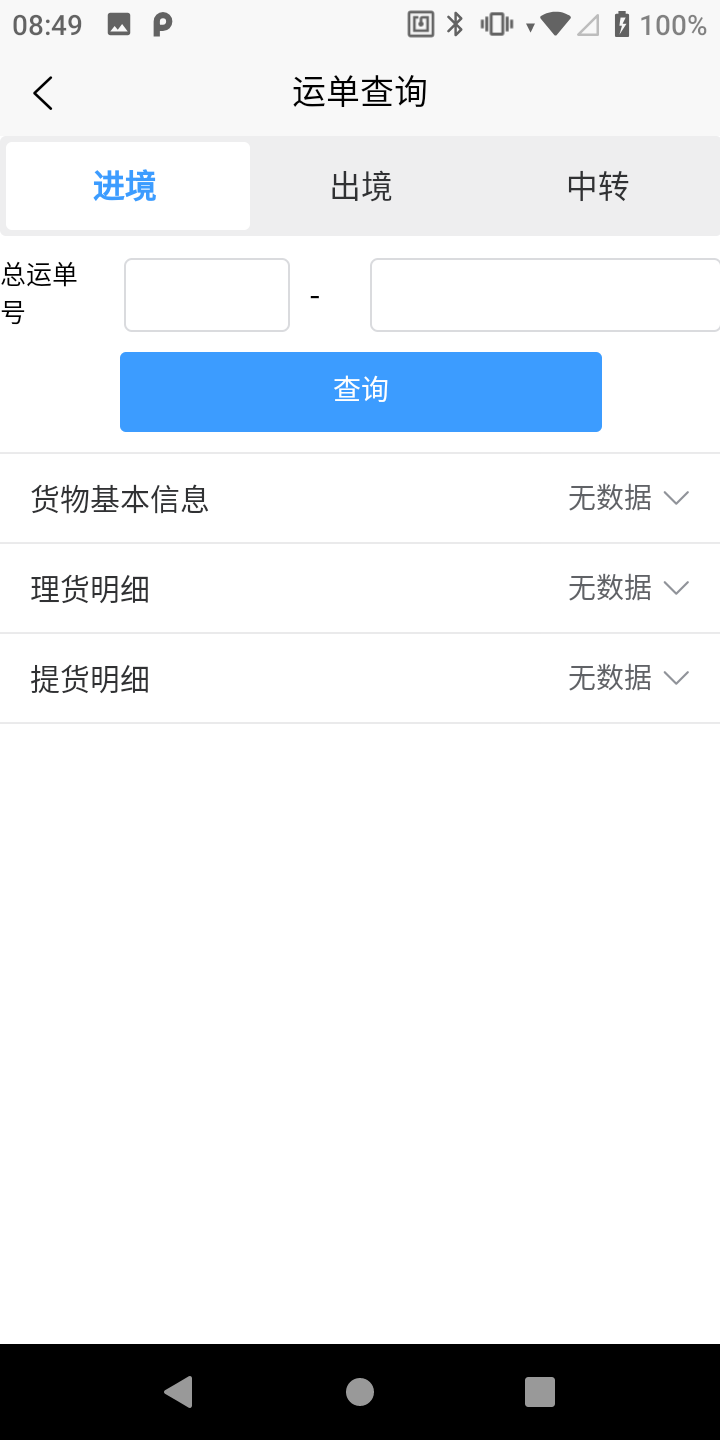 08:49 100%
运单查询
进境 出境 中转
总运单
号 -
查询
货物基本信息 无数据
理货明细 无数据
提货明细 无数据